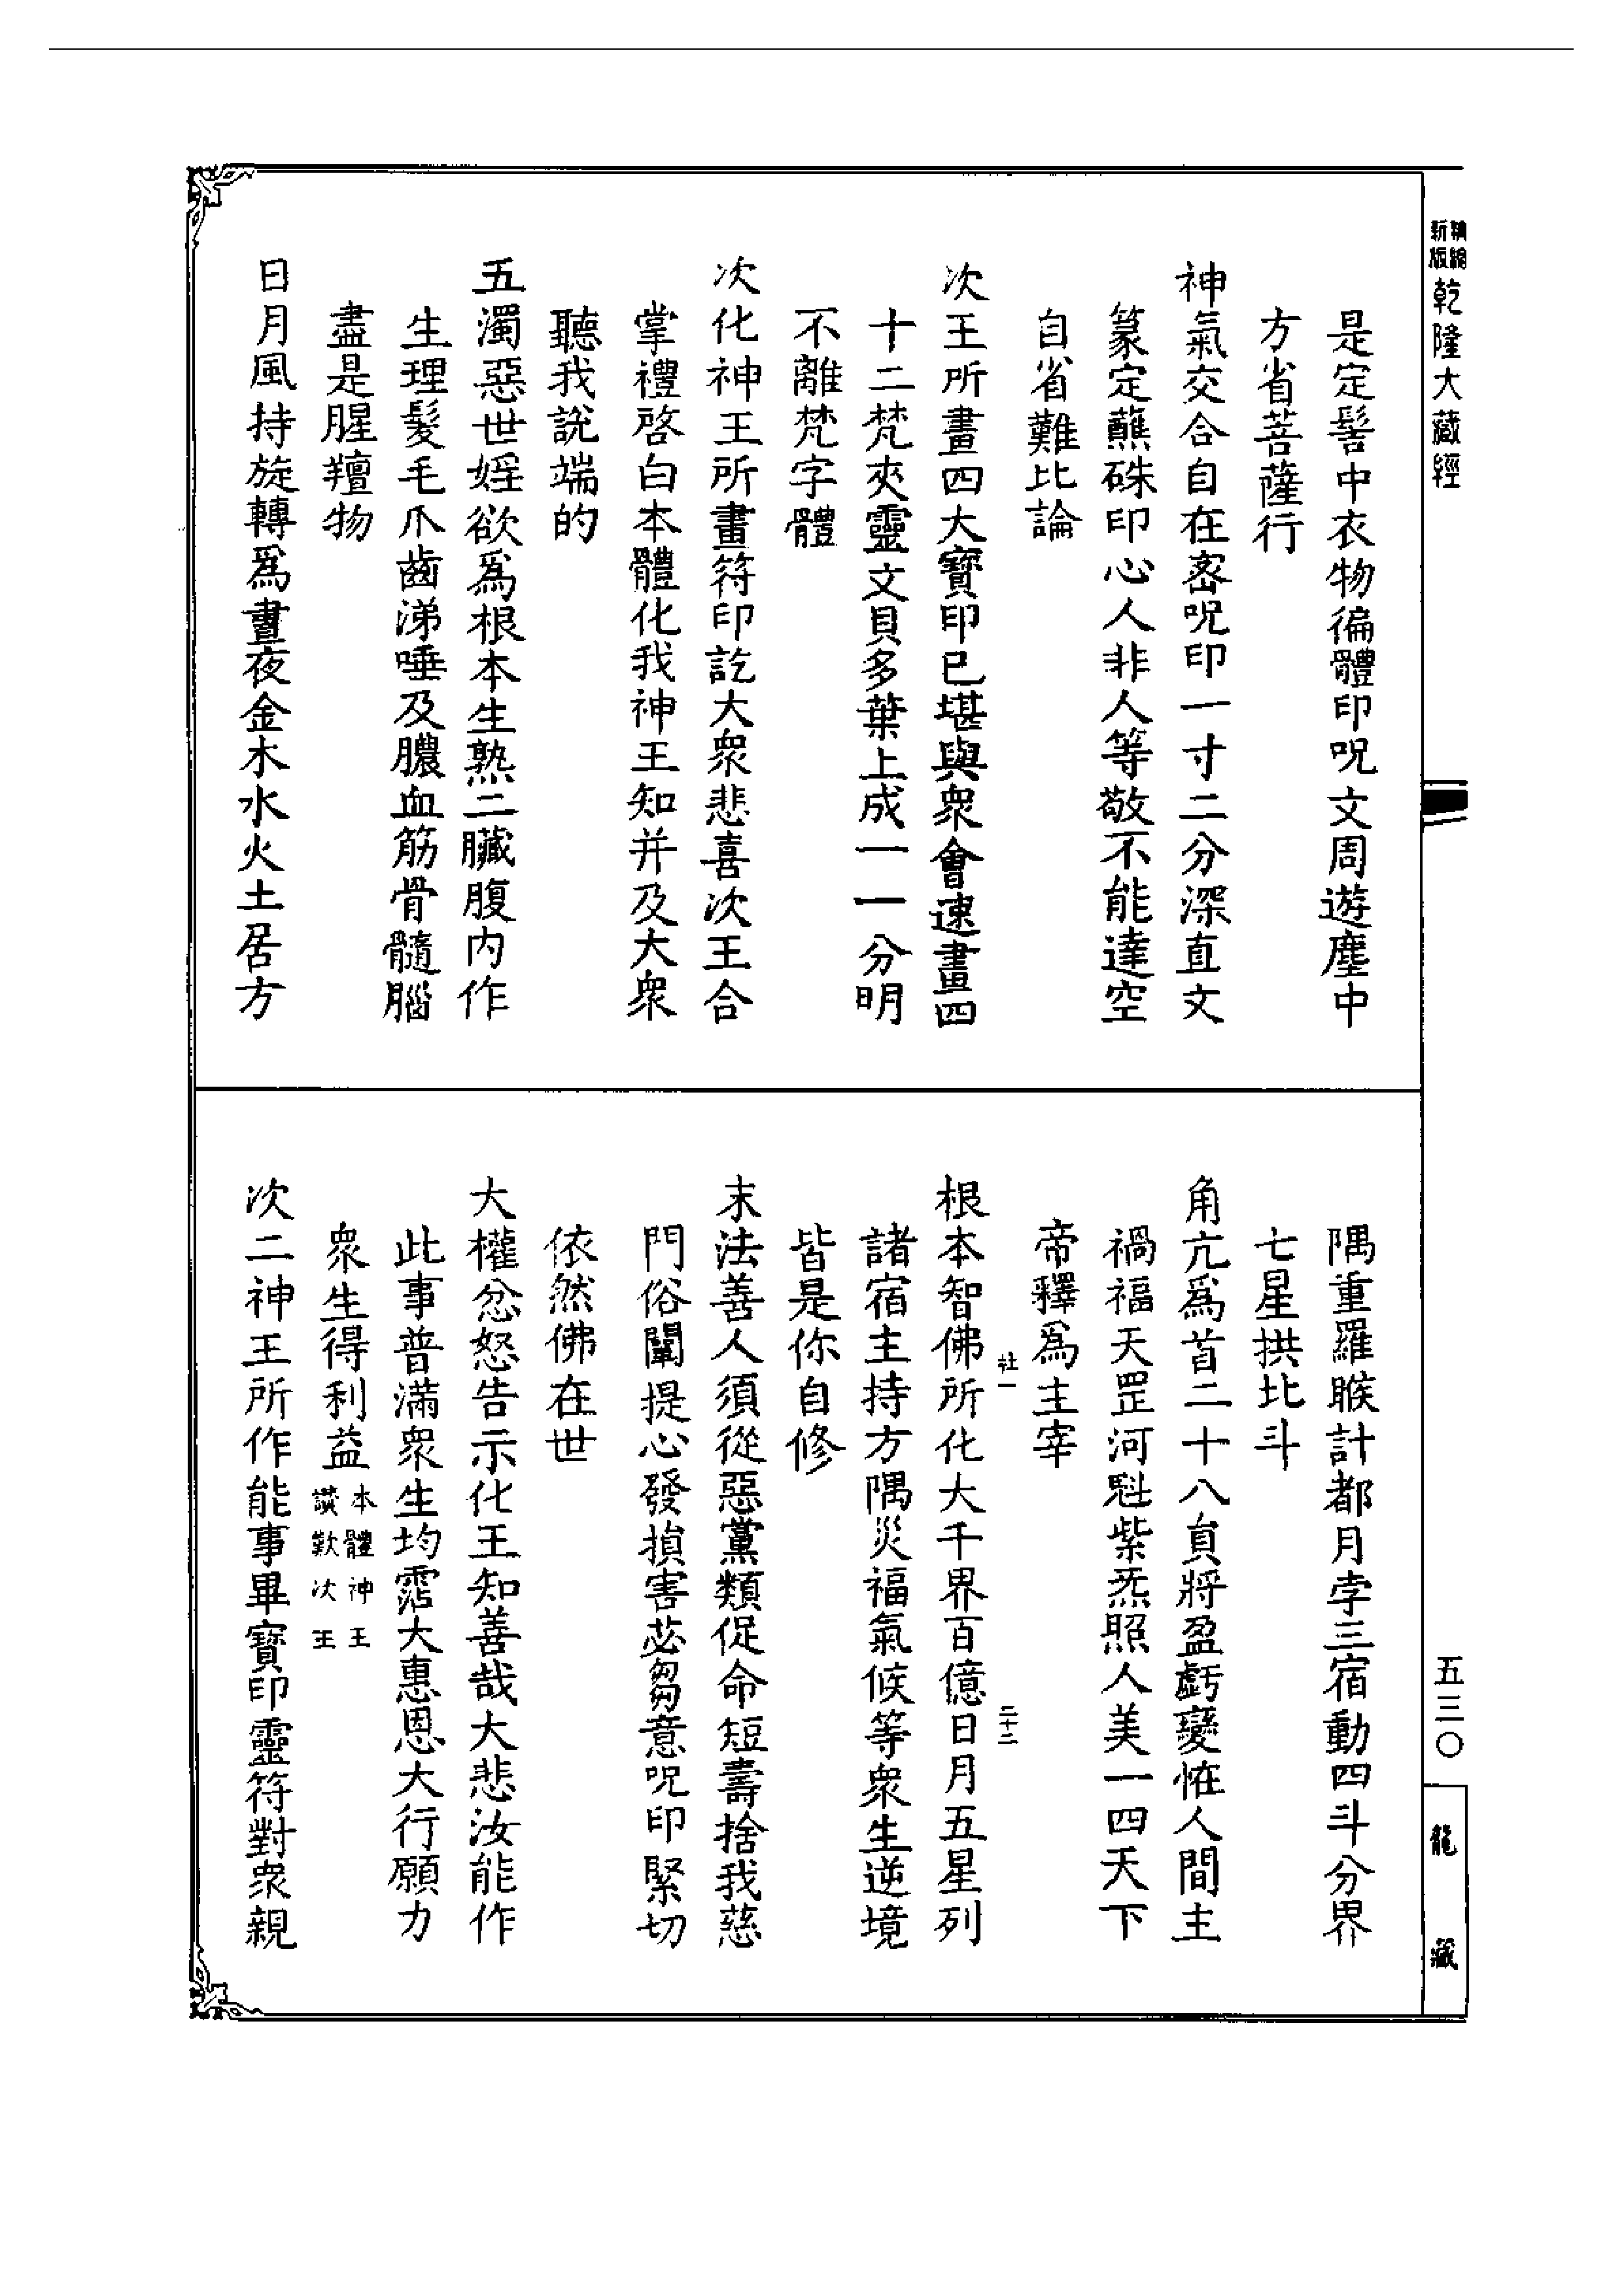 精縮新版 乾隆大藏經
是定髻中衣物徧體印呪文周遊塵中
方省菩薩行
神氣交合自在密呪印一寸二分深直文
篆定蘸硃印心人非人等敬不能達空
自省難比論
次王所畫四大寶印已堪與衆會速畫四
十二梵夾靈文貝多葉上成一一分明
不離梵字體
次化神王所畫符印訖大衆悲喜次王合
掌禮啓白本體化我神王知并及大衆
聽我說端的
五濁惡世婬欲爲根本生熟二臟腹内作
生理髮毛爪齒涕唾及膿血筋骨髓腦
盡是腥羶物
日月風持旋轉爲晝夜金木水火土居方
隅重羅睺計都月孛三宿動四斗分界
七星拱北斗
角亢爲首二十八員將盈虧變怪人間主
禍福天罡河魁紫炁照人美一四天下
帝釋爲主宰
社一 二十三
根本智佛所化大千界百億日月五星列
諸宿主持方隅災福氣候等衆生逆境
皆是你自修
末法善人須從惡黨類促命短壽捨我慈
門俗闡提心發損害苾芻意呪印緊切
依然佛在世
大權忿怒告示化王知善哉大悲汝能作
此事普滿衆生均霑大惠恩大行願力
衆生得利益 本體神王讚歎次王
次二神王所作能事畢寶印靈符對衆親
五三〇
龍藏